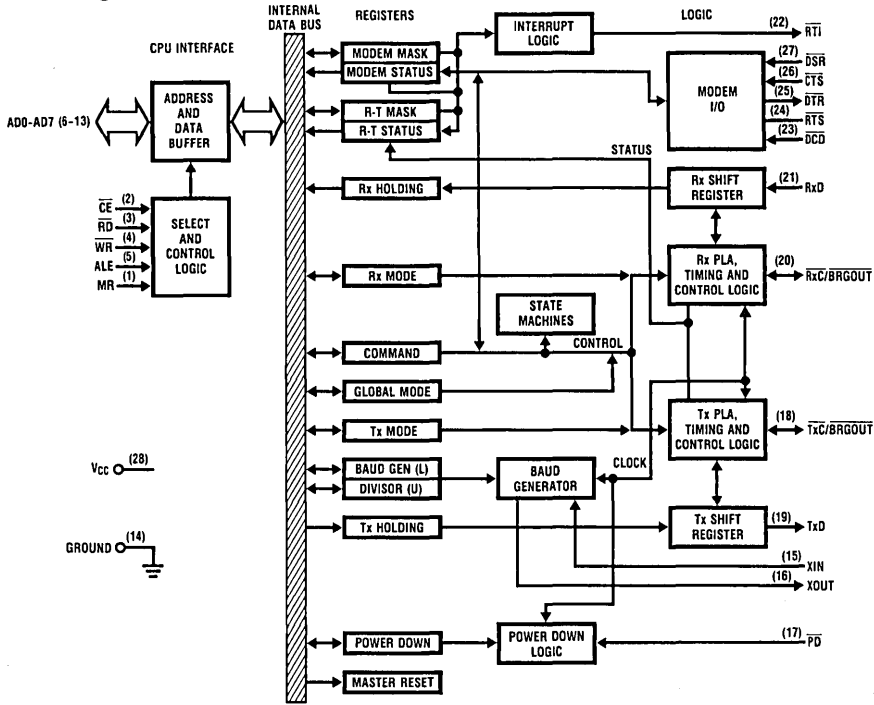 INTERNAL
DATA BUS
REGISTERS
LOGIC
CPU INTERFACE
INTERRUPT
LOGIC
(22)
RTI
MODEM MASK
MODEM STATUS
(27)
DSR
(26)
CTS
(25)
DTR
(24)
RTS
(23)
DCD
MODEM
I/O
ADDRESS
AND
DATA
BUFFER
AD0-AD7 (6-13)
R-T MASK
R-T STATUS
STATUS
Rx HOLDING
Rx SHIFT
REGISTER
(21)
RxD
CE (2)
RD (3)
WR (4)
ALE (5)
MR (1)
SELECT
AND
CONTROL
LOGIC
Rx MODE
Rx PLA,
TIMING AND
CONTROL LOGIC
(20)
RxC/BRGOUT
STATE
MACHINES
COMMAND
CONTROL
GLOBAL MODE
Tx MODE
Tx PLA,
TIMING AND
CONTROL LOGIC
(18)
TxC/BRGOUT
VCC (28)
BAUD GEN (L)
DIVISOR (U)
BAUD
GENERATOR
CLOCK
Tx HOLDING
Tx SHIFT
REGISTER
(19)
TxD
GROUND (14)
(15)
XIN
(16)
XOUT
POWER DOWN
POWER DOWN
LOGIC
(17)
PD
MASTER RESET